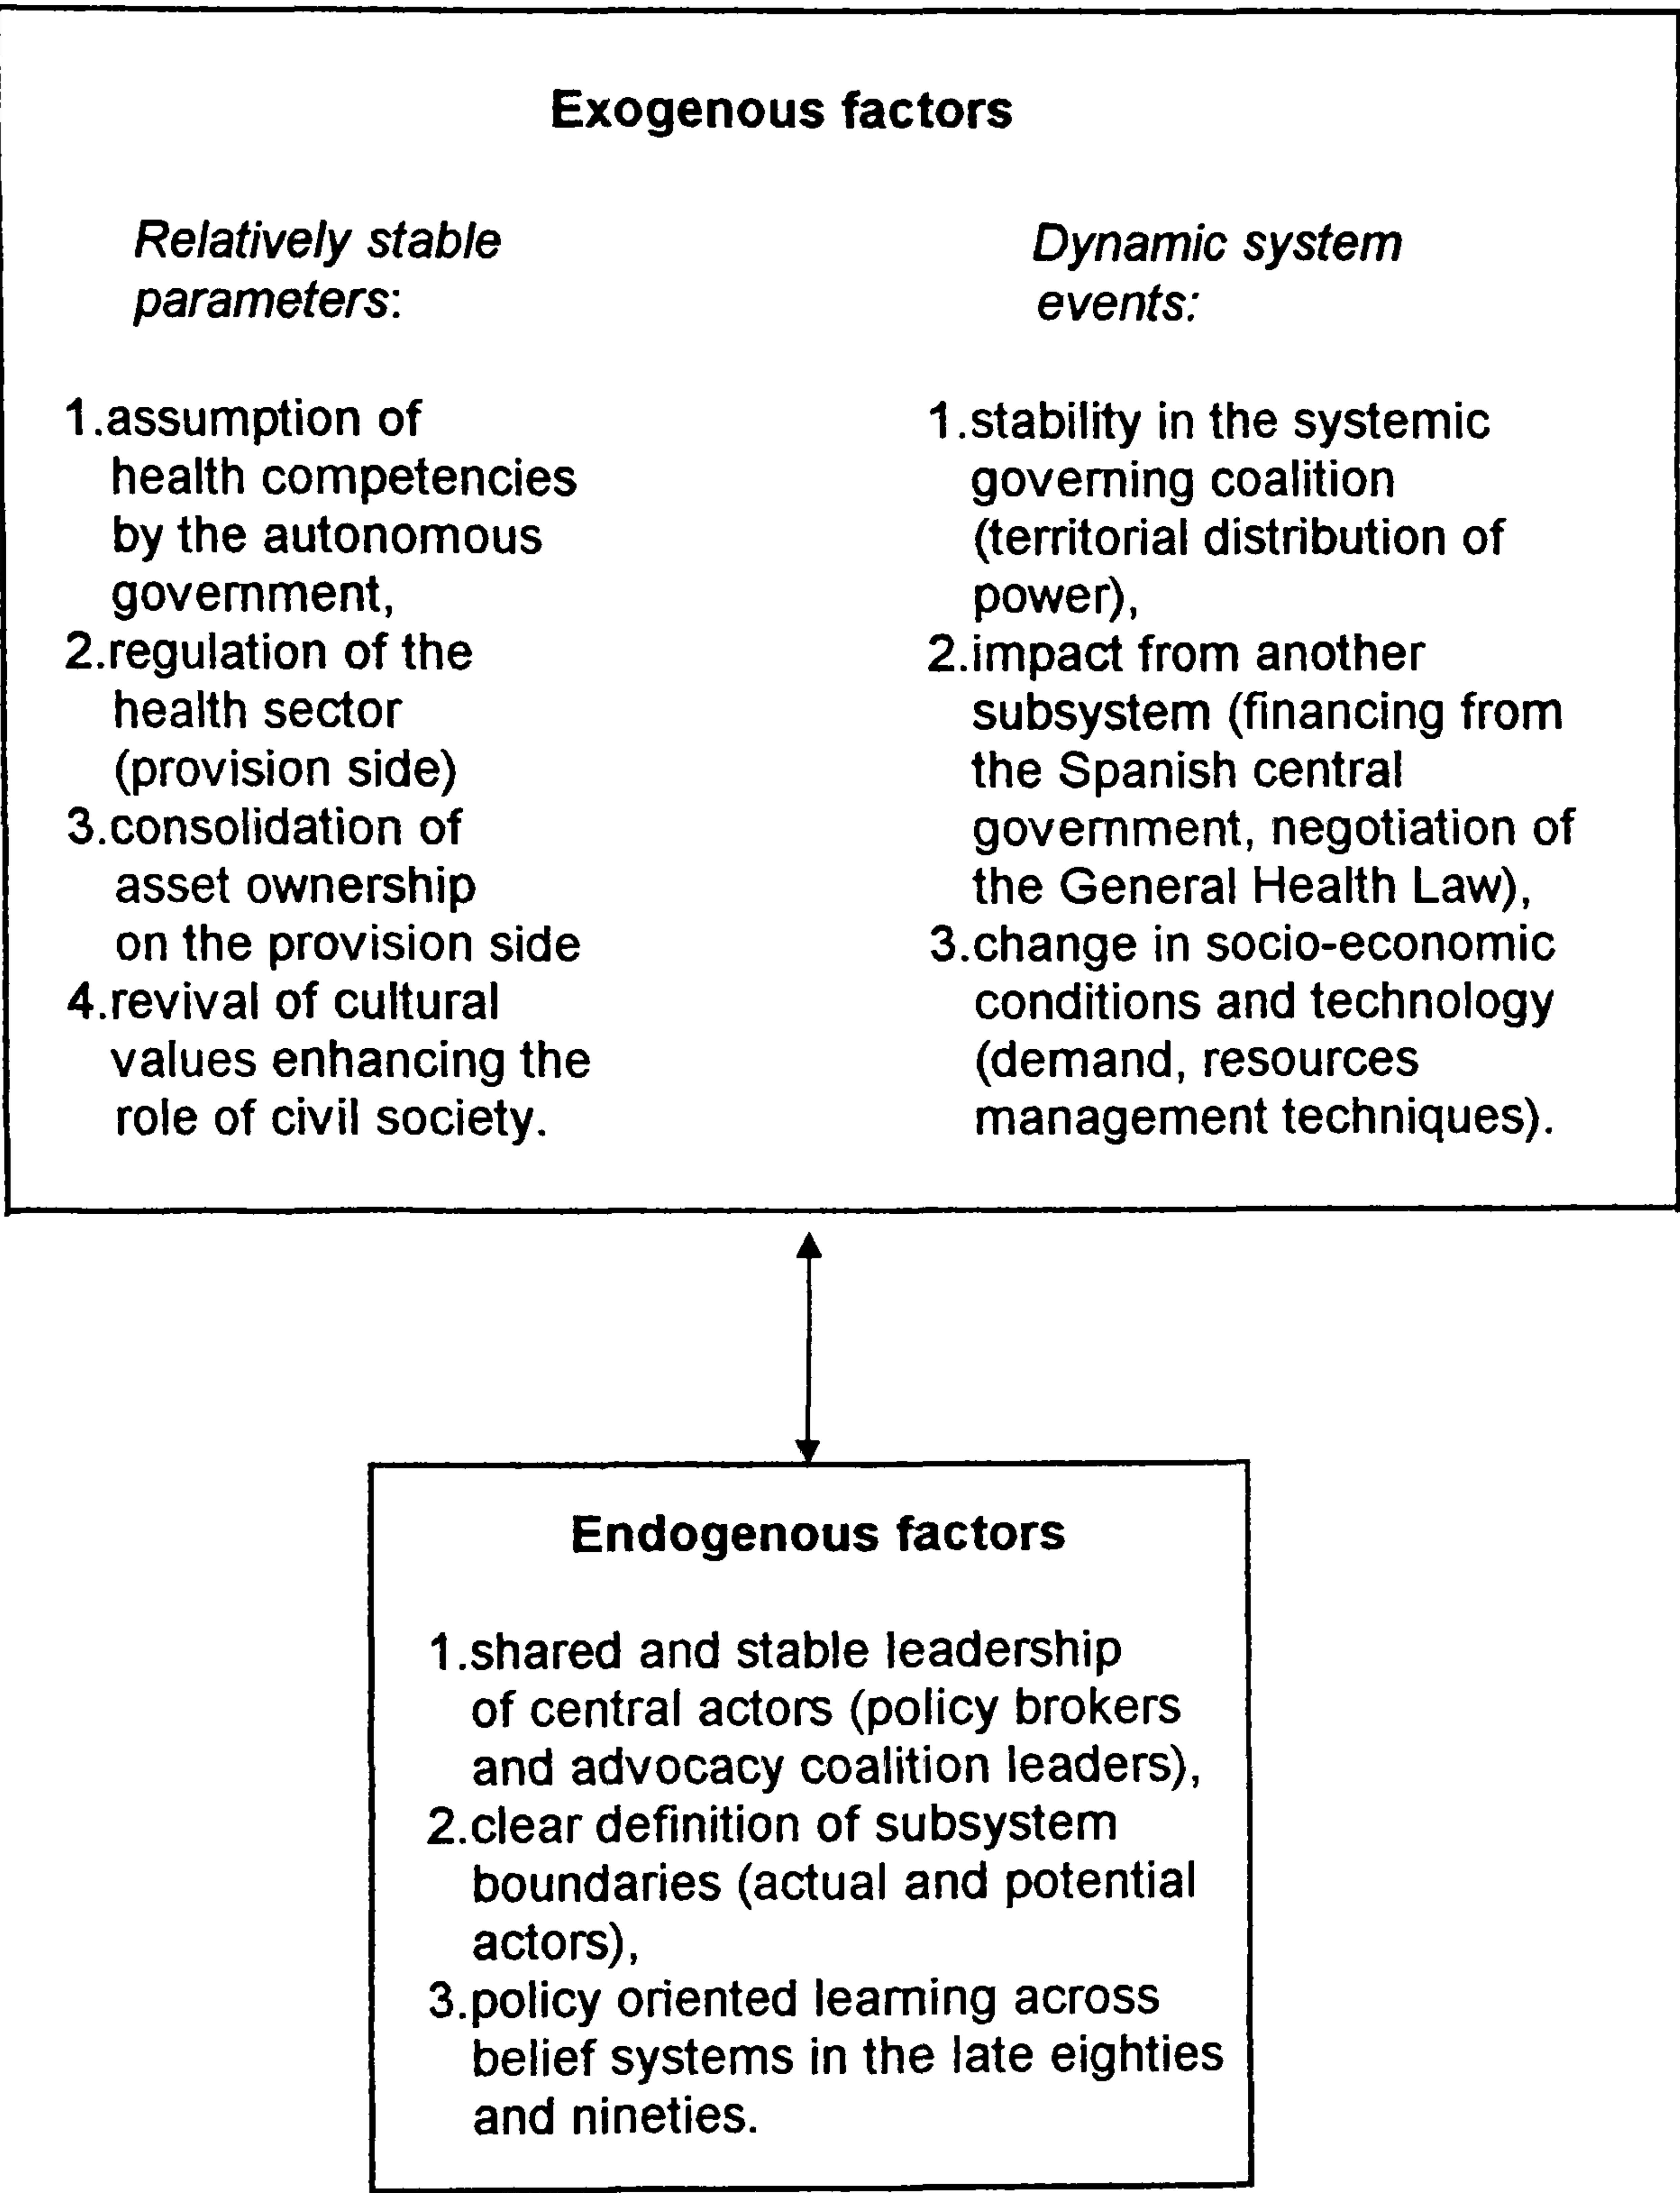 Exogenous factors
Relatively stable
parameters:
1.assumption of
health competencies
by the autonomous
government,
2.regulation of the
health sector
(provision side)
3.consolidation of
asset ownership
on the provision side
4.revival of cultural
values enhancing the
role of civil society.
Dynamic system
events:
1.stability in the systemic
governing coalition
(territorial distribution of
power),
2.impact from another
subsystem (financing from
the Spanish central
government, negotiation of
the General Health Law),
3.change in socio-economic
conditions and technology
(demand, resources
management techniques).
Endogenous factors
1.shared and stable leadership
of central actors (policy brokers
and advocacy coalition leaders),
2.clear definition of subsystem
boundaries (actual and potential
actors),
3.policy oriented learning across
belief systems in the late eighties
and nineties.